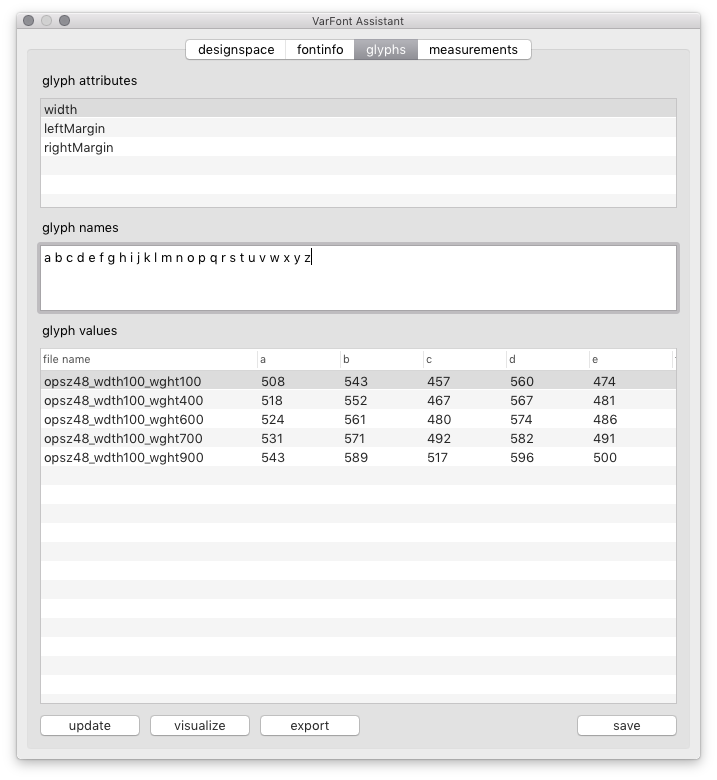 VarFont Assistant
designspace fontinfo glyphs measurements
glyph attributes
width
leftMargin
rightMargin
glyph names
a b c d e f g h i j k l m n o p q r s t u v w x y z
glyph values
file name a b c d e
opsz48_wdth100_wght100 508 543 457 560 474
opsz48_wdth100_wght400 518 552 467 567 481
opsz48_wdth100_wght600 524 561 480 574 486
opsz48_wdth100_wght700 531 571 492 582 491
opsz48_wdth100_wght900 543 589 517 596 500
update visualize export save